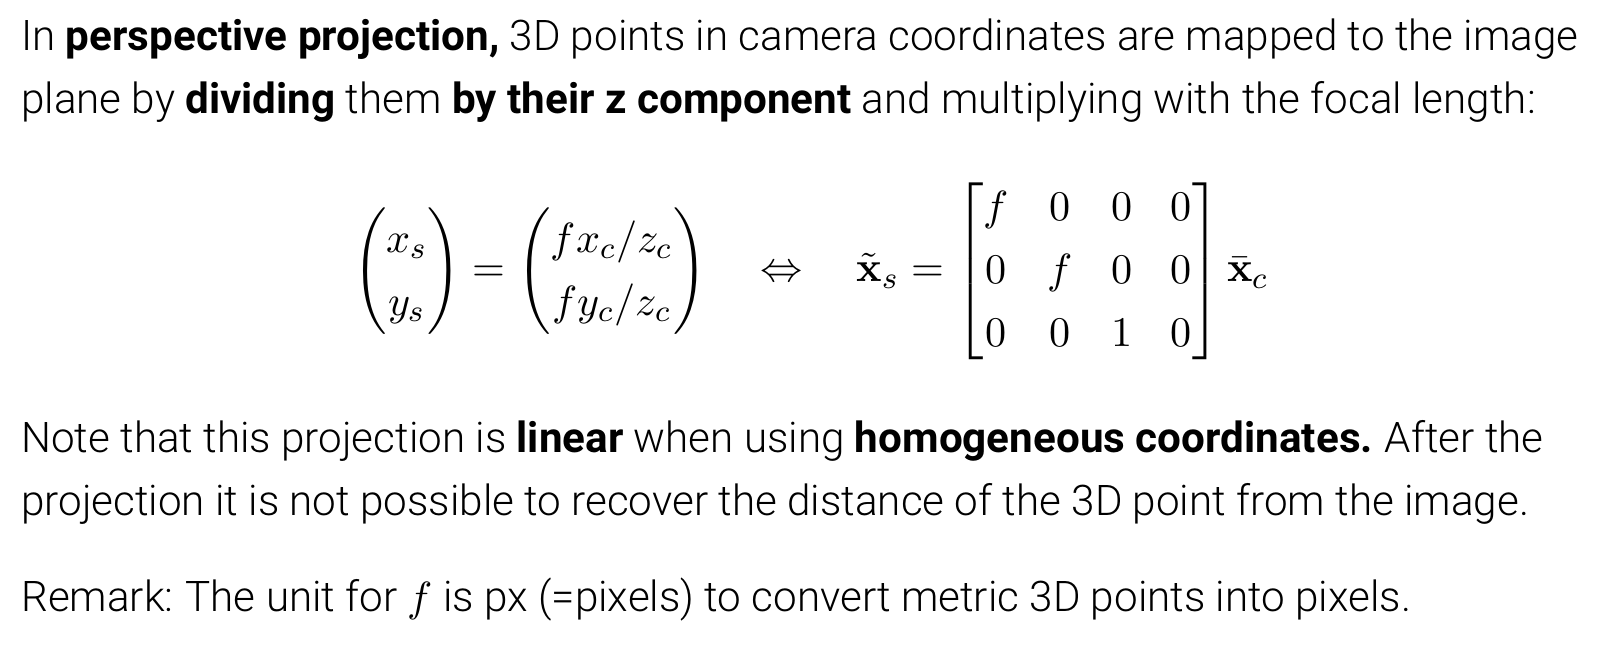 In perspective projection, 3D points in camera coordinates are mapped to the image
plane by dividing them by their z component and multiplying with the focal length:
$$\begin{pmatrix} x_s \\ y_s \end{pmatrix} = \begin{pmatrix} f x_c / z_c \\ f y_c / z_c \end{pmatrix} \quad \Leftrightarrow \quad \tilde{\mathbf{x}}_s = \begin{bmatrix} f & 0 & 0 & 0 \\ 0 & f & 0 & 0 \\ 0 & 0 & 1 & 0 \end{bmatrix} \bar{\mathbf{x}}_c$$
Note that this projection is linear when using homogeneous coordinates. After the
projection it is not possible to recover the distance of the 3D point from the image.
Remark: The unit for $f$ is px (=pixels) to convert metric 3D points into pixels.